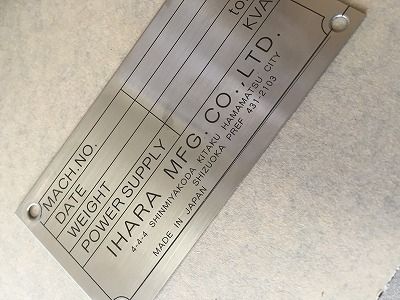 MACH.NO.
DATE
WEIGHT to
POWER SUPPLY KVA
IHARA MFG. CO., LTD.
4-4-4 SHINMIYAKODA KITAKU HAMAMATSU CITY
MADE IN JAPAN SHIZUOKA PREF 431-2103